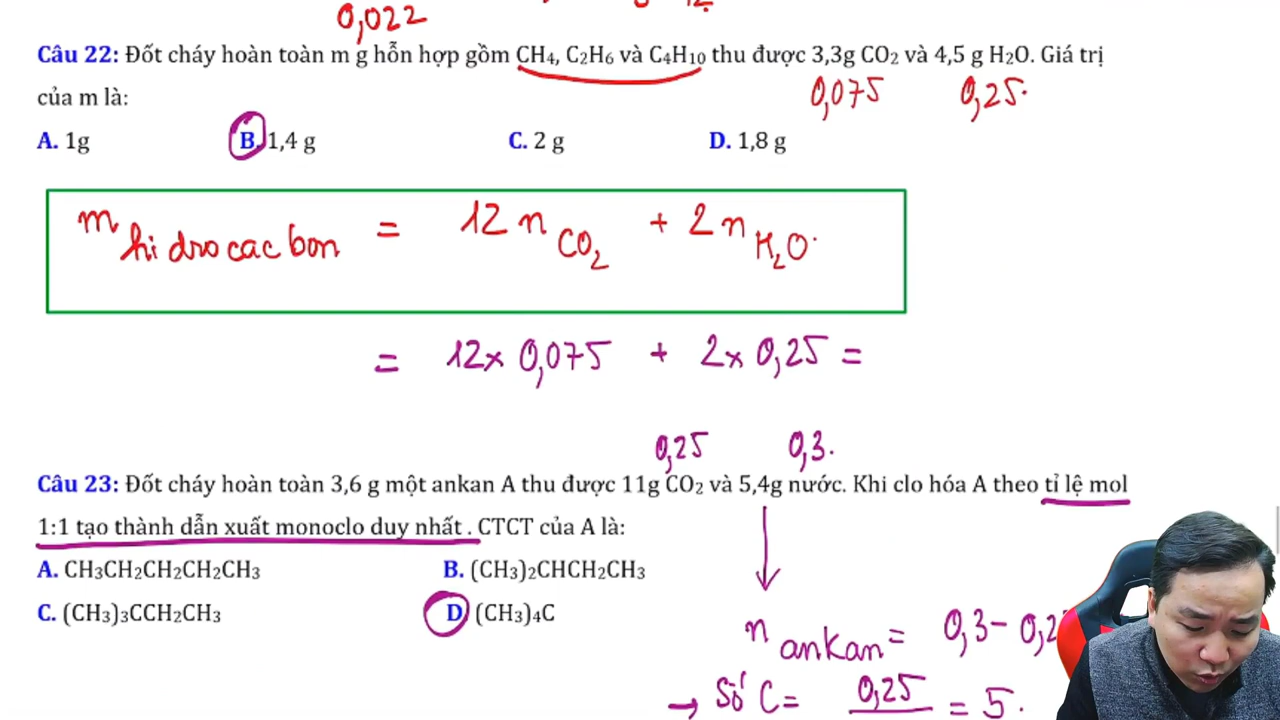 0,022
Câu 22: Đốt cháy hoàn toàn m g hỗn hợp gồm CH4, C2H6 và C4H10 thu được 3,3g CO2 và 4,5 g H2O. Giá trị
của m là:
0,075 0,25.
A. 1g B. 1,4 g C. 2 g D. 1,8 g
m hidrocacbon = 12 n CO2 + 2 n H2O.
= 12 x 0,075 + 2 x 0,25 =
0,25 0,3.
Câu 23: Đốt cháy hoàn toàn 3,6 g một ankan A thu được 11g CO2 và 5,4g nước. Khi clo hóa A theo tỉ lệ mol
1:1 tạo thành dẫn xuất monoclo duy nhất . CTCT của A là:
A. CH3CH2CH2CH2CH3 B. (CH3)2CHCH2CH3
C. (CH3)3CCH2CH3 D. (CH3)4C
n ankan = 0,3 - 0,2
→ Số C = 0,25 = 5.